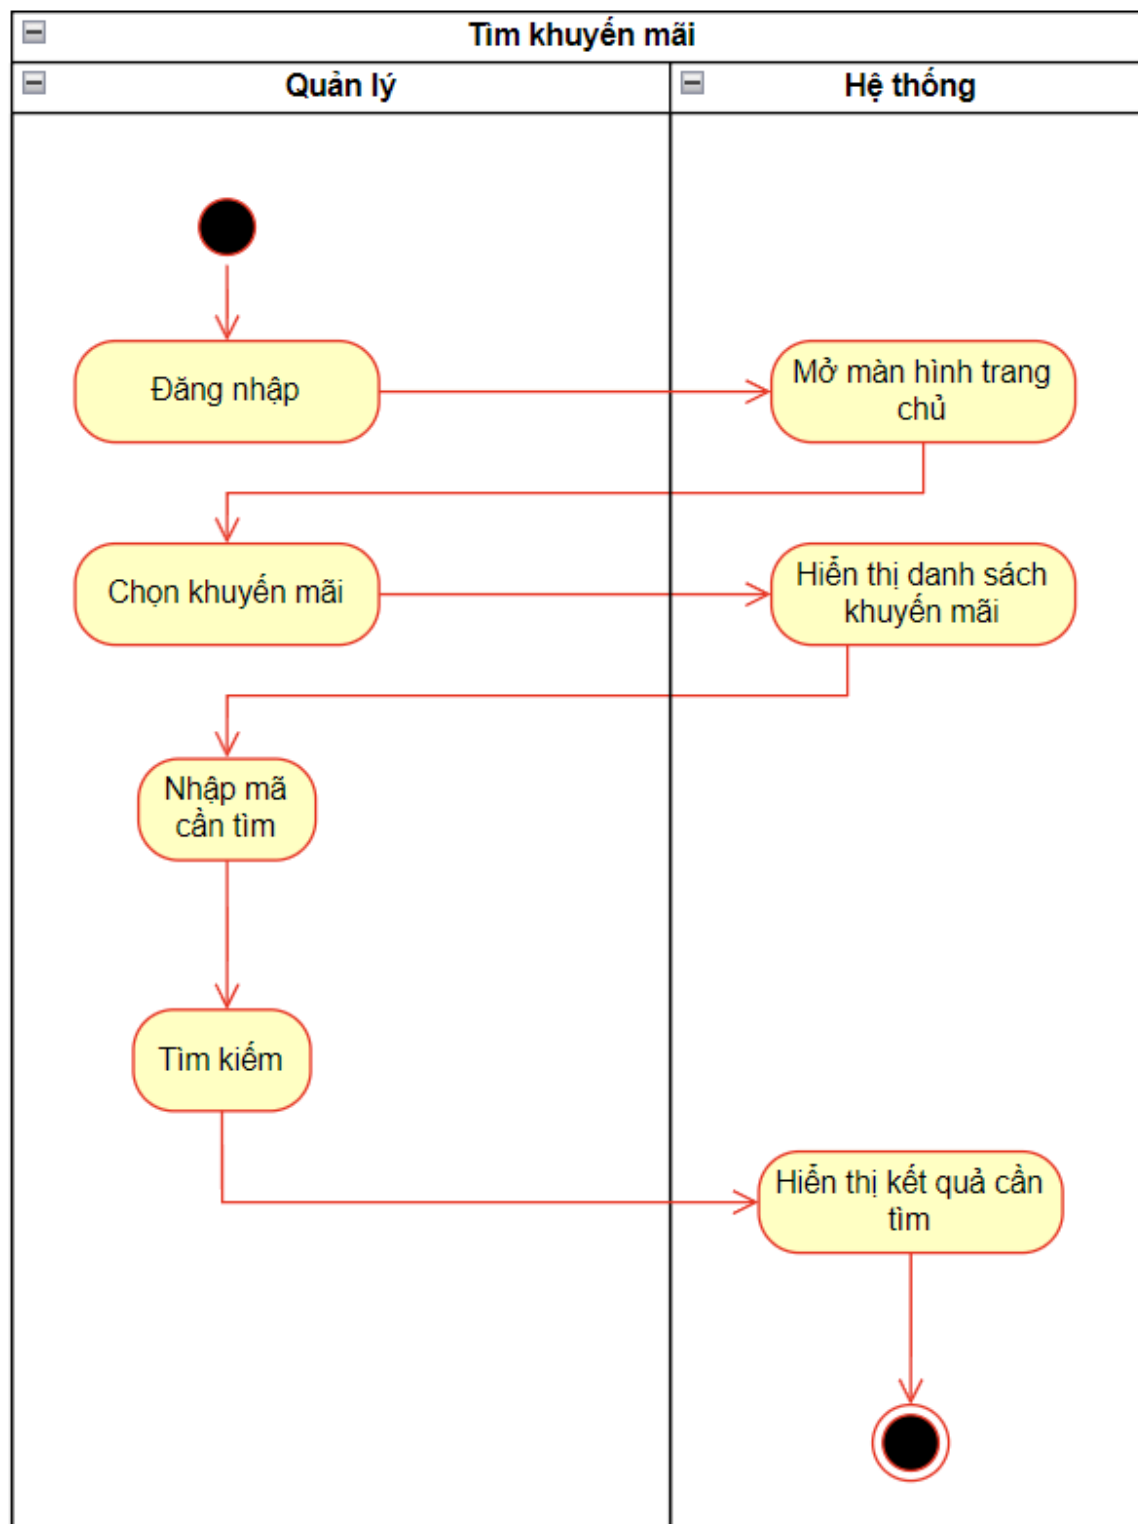 Tìm khuyến mãi
Quản lý
Hệ thống
Đăng nhập
Mở màn hình trang
chủ
Chọn khuyến mãi
Hiển thị danh sách
khuyến mãi
Nhập mã
cần tìm
Tìm kiếm
Hiển thị kết quả cần
tìm